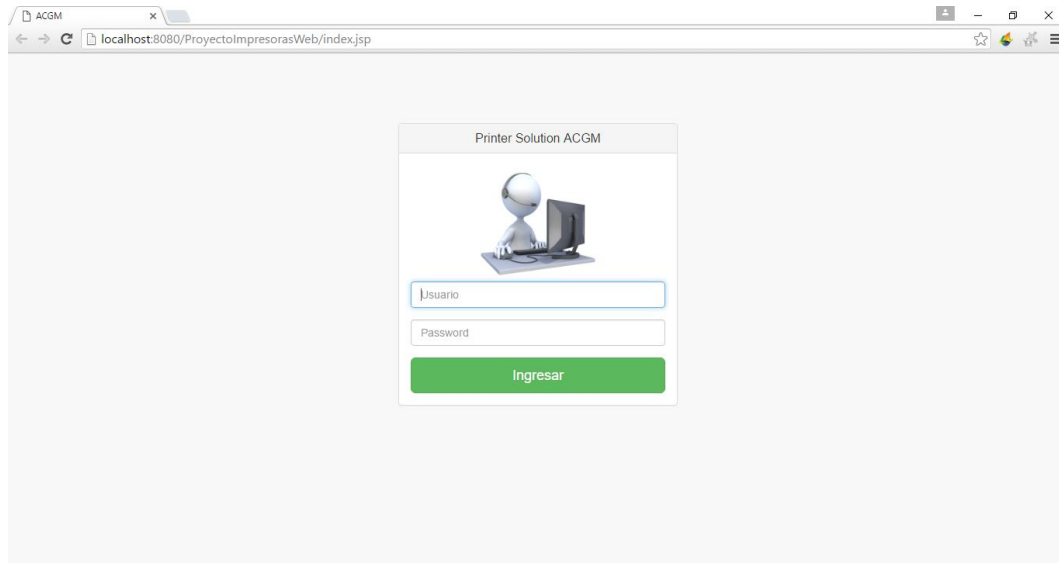 ACGM
localhost:8080/ProyectoImpresorasWeb/index.jsp
Printer Solution ACGM
Usuario
Password
Ingresar